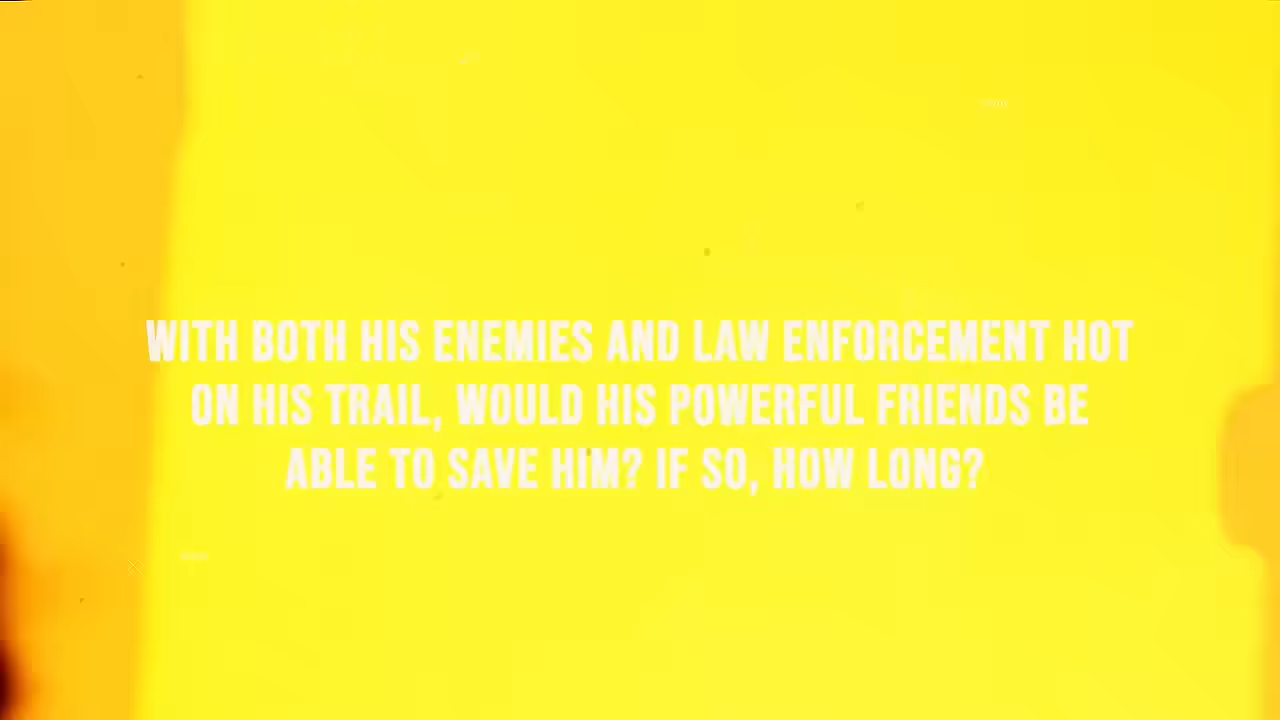 WITH BOTH HIS ENEMIES AND LAW ENFORCEMENT HOT
ON HIS TRAIL, WOULD HIS POWERFUL FRIENDS BE
ABLE TO SAVE HIM? IF SO, HOW LONG?